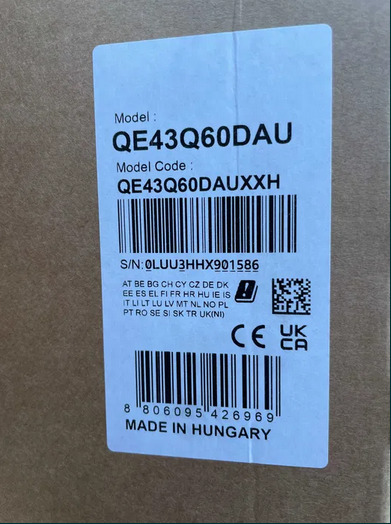 Model :
QE43Q60DAU
Model Code :
QE43Q60DAUXXH
S/N:0LUU3HHX901586
AT BE BG CH CY CZ DE DK
EE ES EL FI FR HR HU IE IS
IT LI LT LU LV MT NL NO PL
PT RO SE SI SK TR UK(NI)
CE UK
CA
8 806095 426969
MADE IN HUNGARY